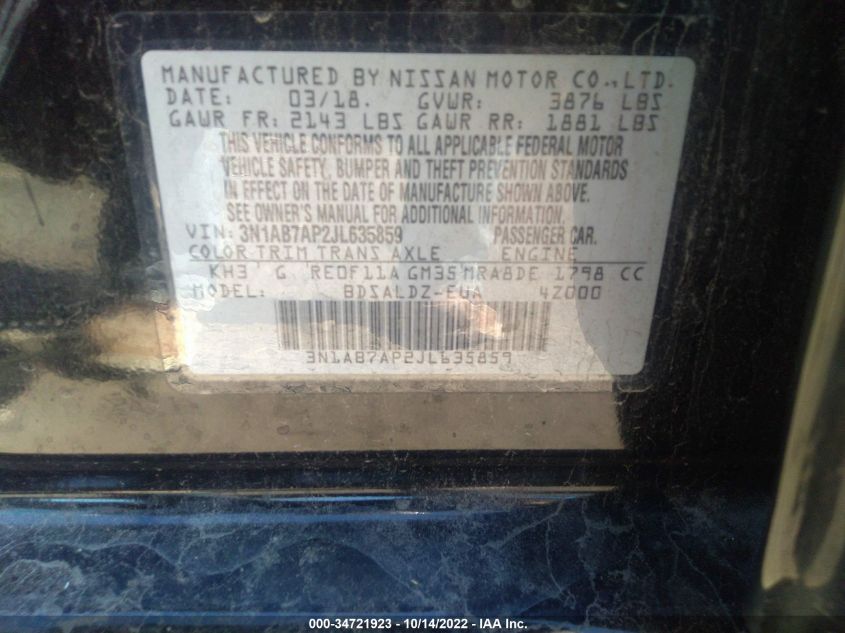 MANUFACTURED BY NISSAN MOTOR CO., LTD.
DATE: 03/18. GVWR: 3876 LBS
GAWR FR: 2143 LBS GAWR RR: 1881 LBS
THIS VEHICLE CONFORMS TO ALL APPLICABLE FEDERAL MOTOR
VEHICLE SAFETY, BUMPER AND THEFT PREVENTION STANDARDS
IN EFFECT ON THE DATE OF MANUFACTURE SHOWN ABOVE.
SEE OWNER'S MANUAL FOR ADDITIONAL INFORMATION.
VIN: 3N1AB7AP2JL635859 PASSENGER CAR.
COLOR TRIM TRANS AXLE ENGINE
KH3 G RE0F11A GM35 MRA8DE 1798 CC
MODEL: BDSALDZ-EUA 4Z000
3N1AB7AP2JL635859
000-34721923 - 10/14/2022 - IAA Inc.